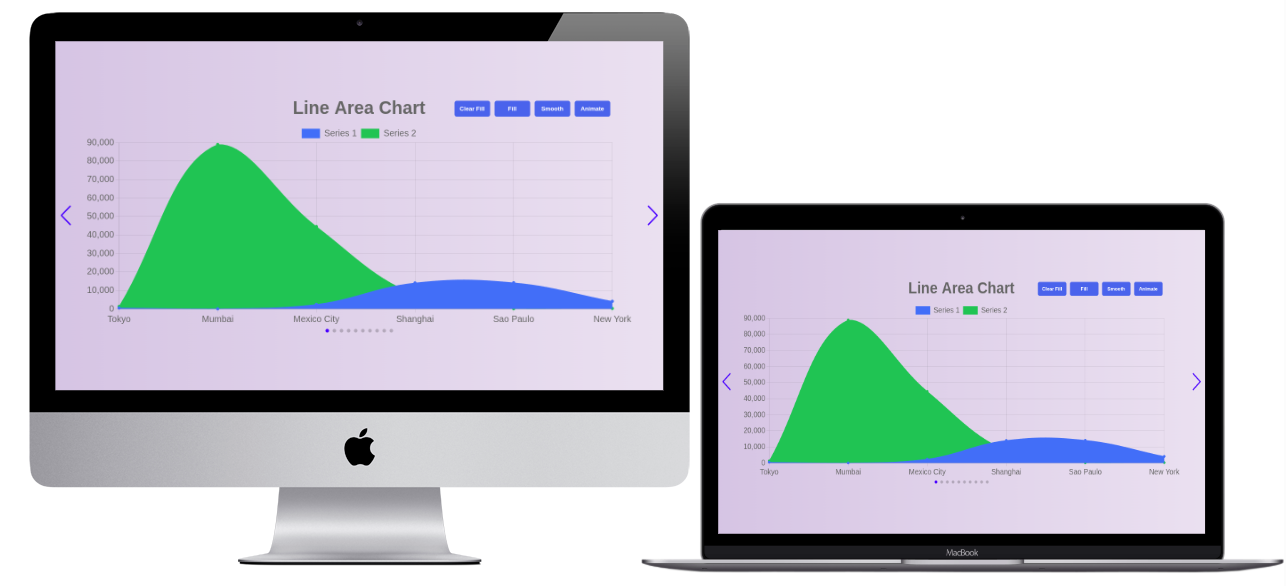 Line Area Chart
Clear Fill Fill Smooth Animate
Series 1 Series 2
90,000
80,000
70,000
60,000
50,000
40,000
30,000
20,000
10,000
0
Tokyo Mumbai Mexico City Shanghai Sao Paulo New York
Line Area Chart
Clear Fill Fill Smooth Animate
Series 1 Series 2
90,000
80,000
70,000
60,000
50,000
40,000
30,000
20,000
10,000
0
Tokyo Mumbai Mexico City Shanghai Sao Paulo New York
MacBook